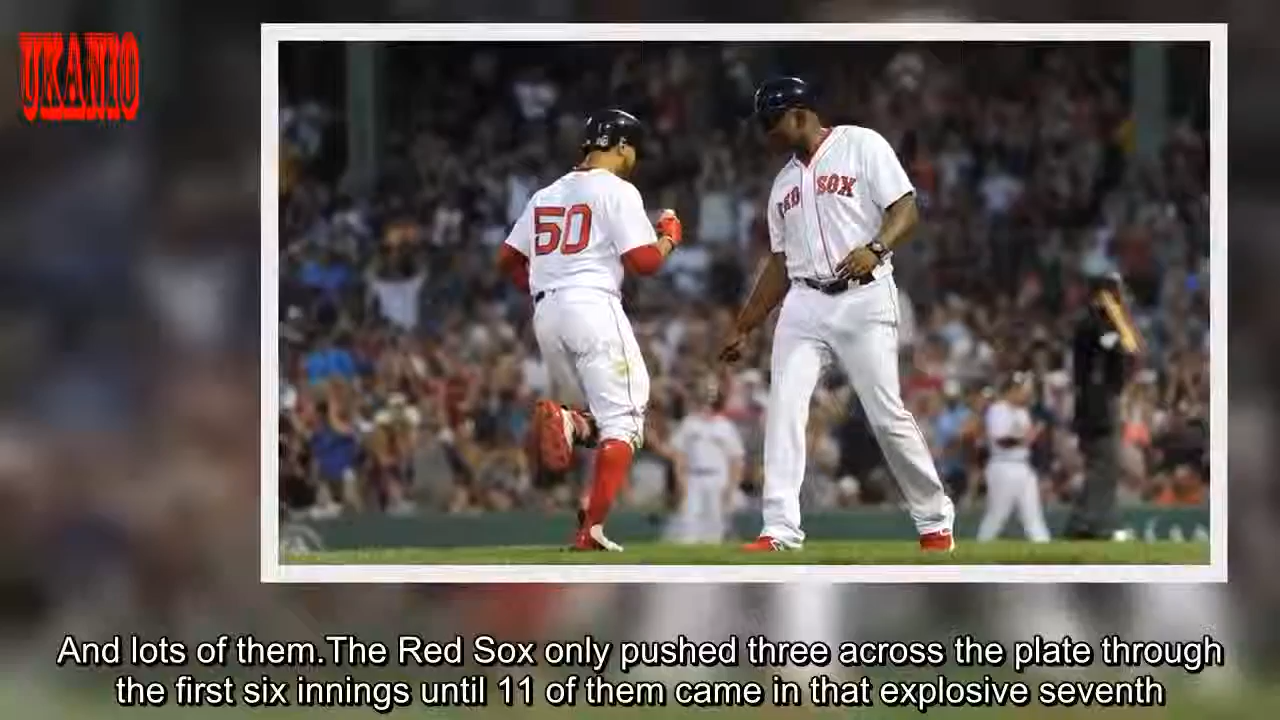 UKANIO
50
RED SOX
And lots of them.The Red Sox only pushed three across the plate through
the first six innings until 11 of them came in that explosive seventh